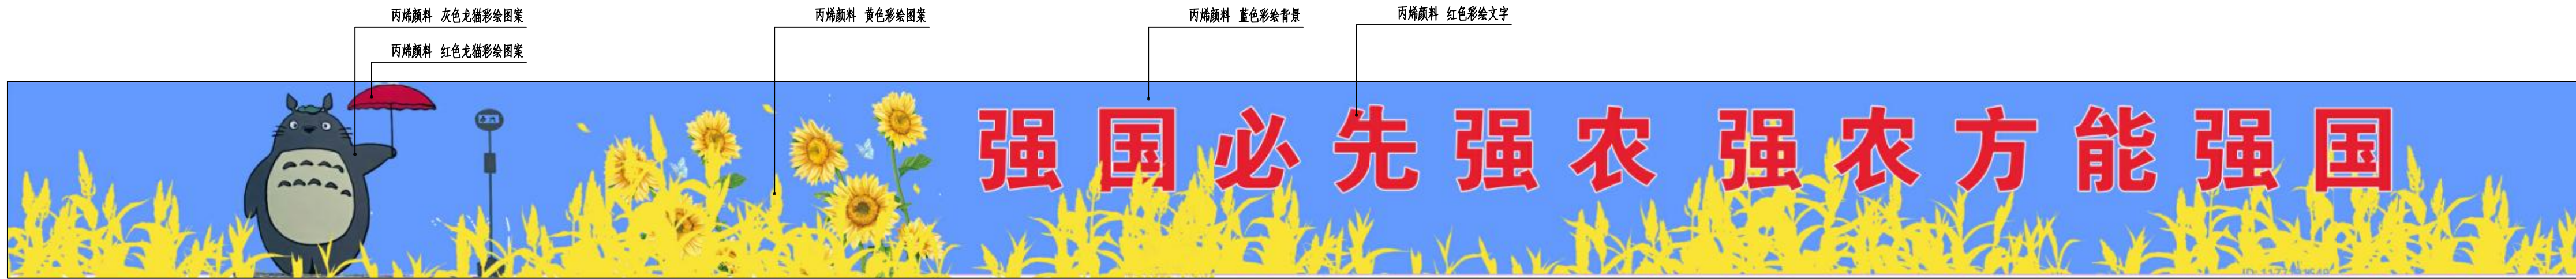 丙烯颜料 灰色龙猫彩绘图案
丙烯颜料 红色龙猫彩绘图案
丙烯颜料 黄色彩绘图案
丙烯颜料 蓝色彩绘背景
丙烯颜料 红色彩绘文字
强国必先强农 强农方能强国